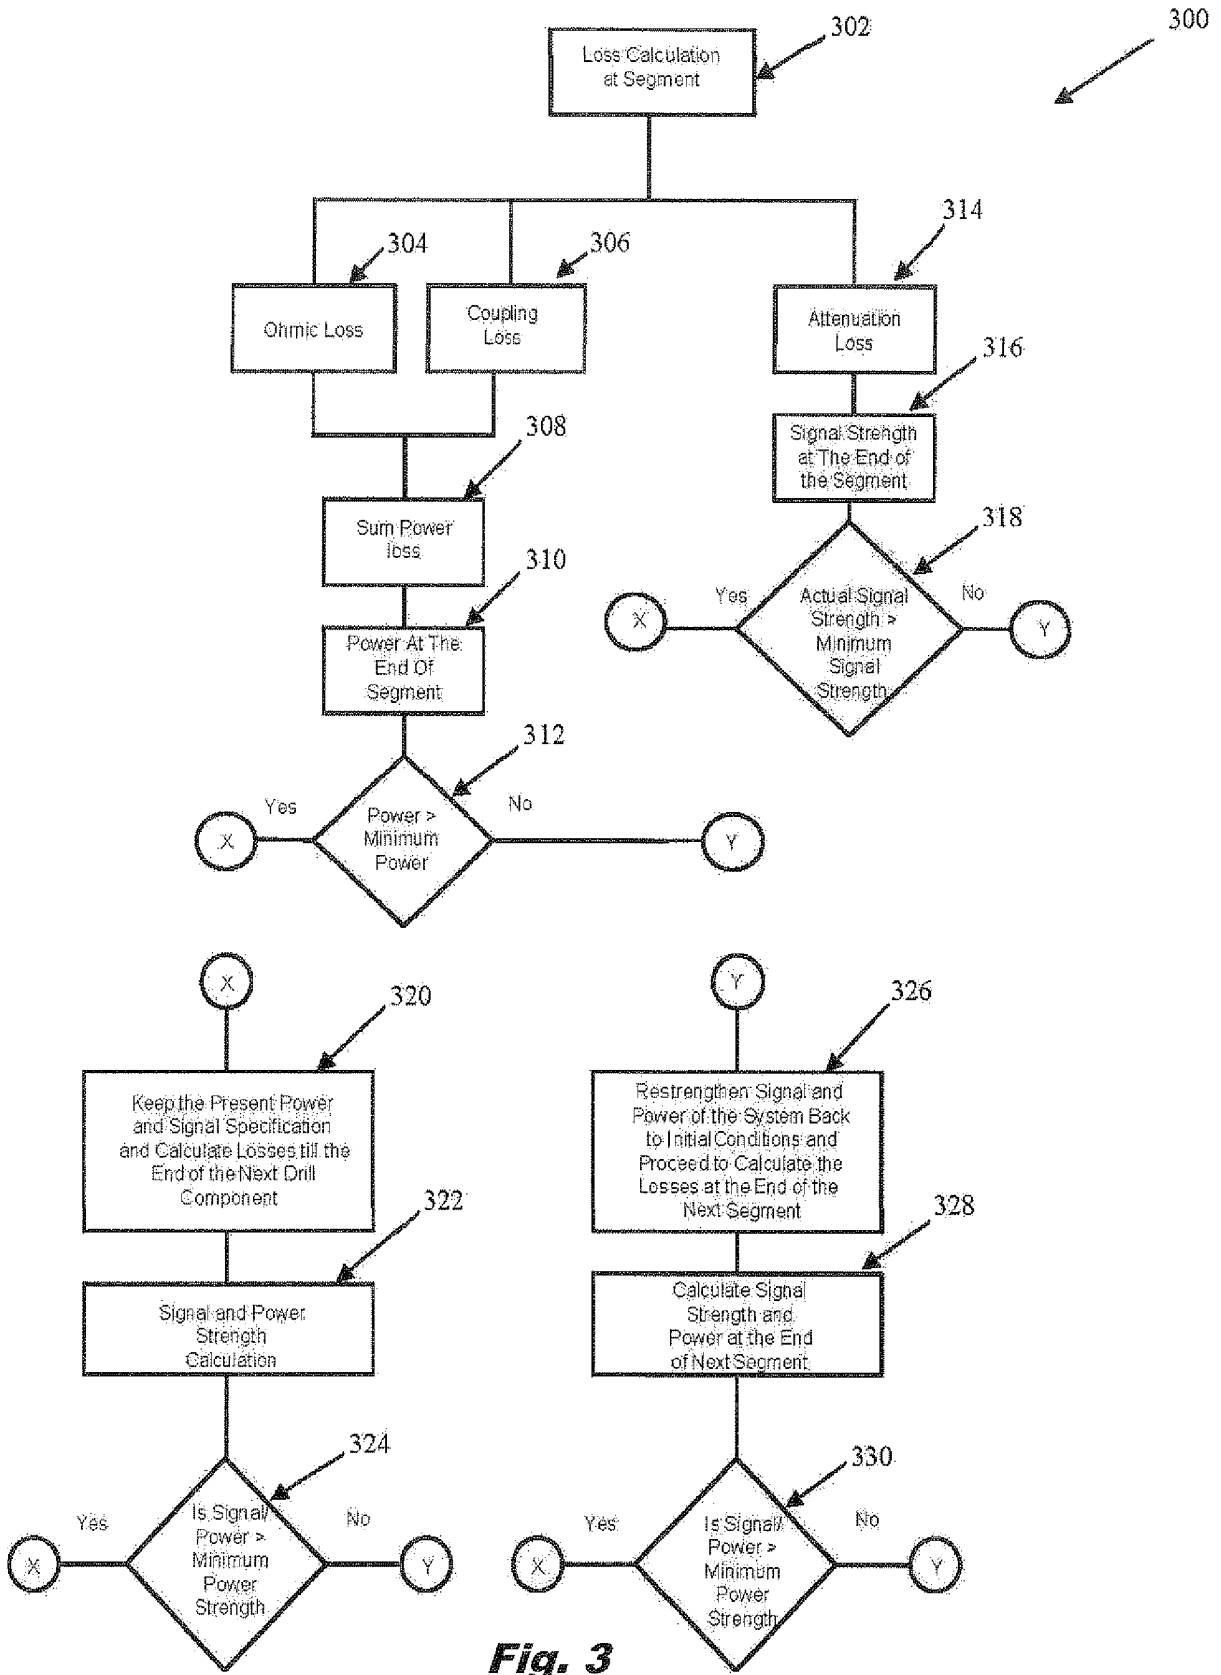 300
302
Loss Calculation
at Segment
304
306
314
Ohmic Loss
Coupling
Loss
Attenuation
Loss
316
308
Signal Strength
at The End of
the Segment
Sum Power
loss
318
310
Yes
No
X
Actual Signal
Strength >
Minimum
Signal
Strength
Y
Power At The
End Of
Segment
312
Yes
No
X
Power >
Minimum
Power
Y
X
320
Keep the Present Power
and Signal Specification
and Calculate Losses till the
End of the Next Drill
Component
322
Signal and Power
Strength
Calculation
324
Yes
No
X
Is Signal/
Power >
Minimum
Power
Strength
Y
Y
326
Restrengthen Signal and
Power of the System Back
to Initial Conditions and
Proceed to Calculate the
Losses at the End of the
Next Segment
328
Calculate Signal
Strength and
Power at the End
of Next Segment
330
Yes
No
X
Is Signal/
Power >
Minimum
Power
Strength
Y
Fig. 3